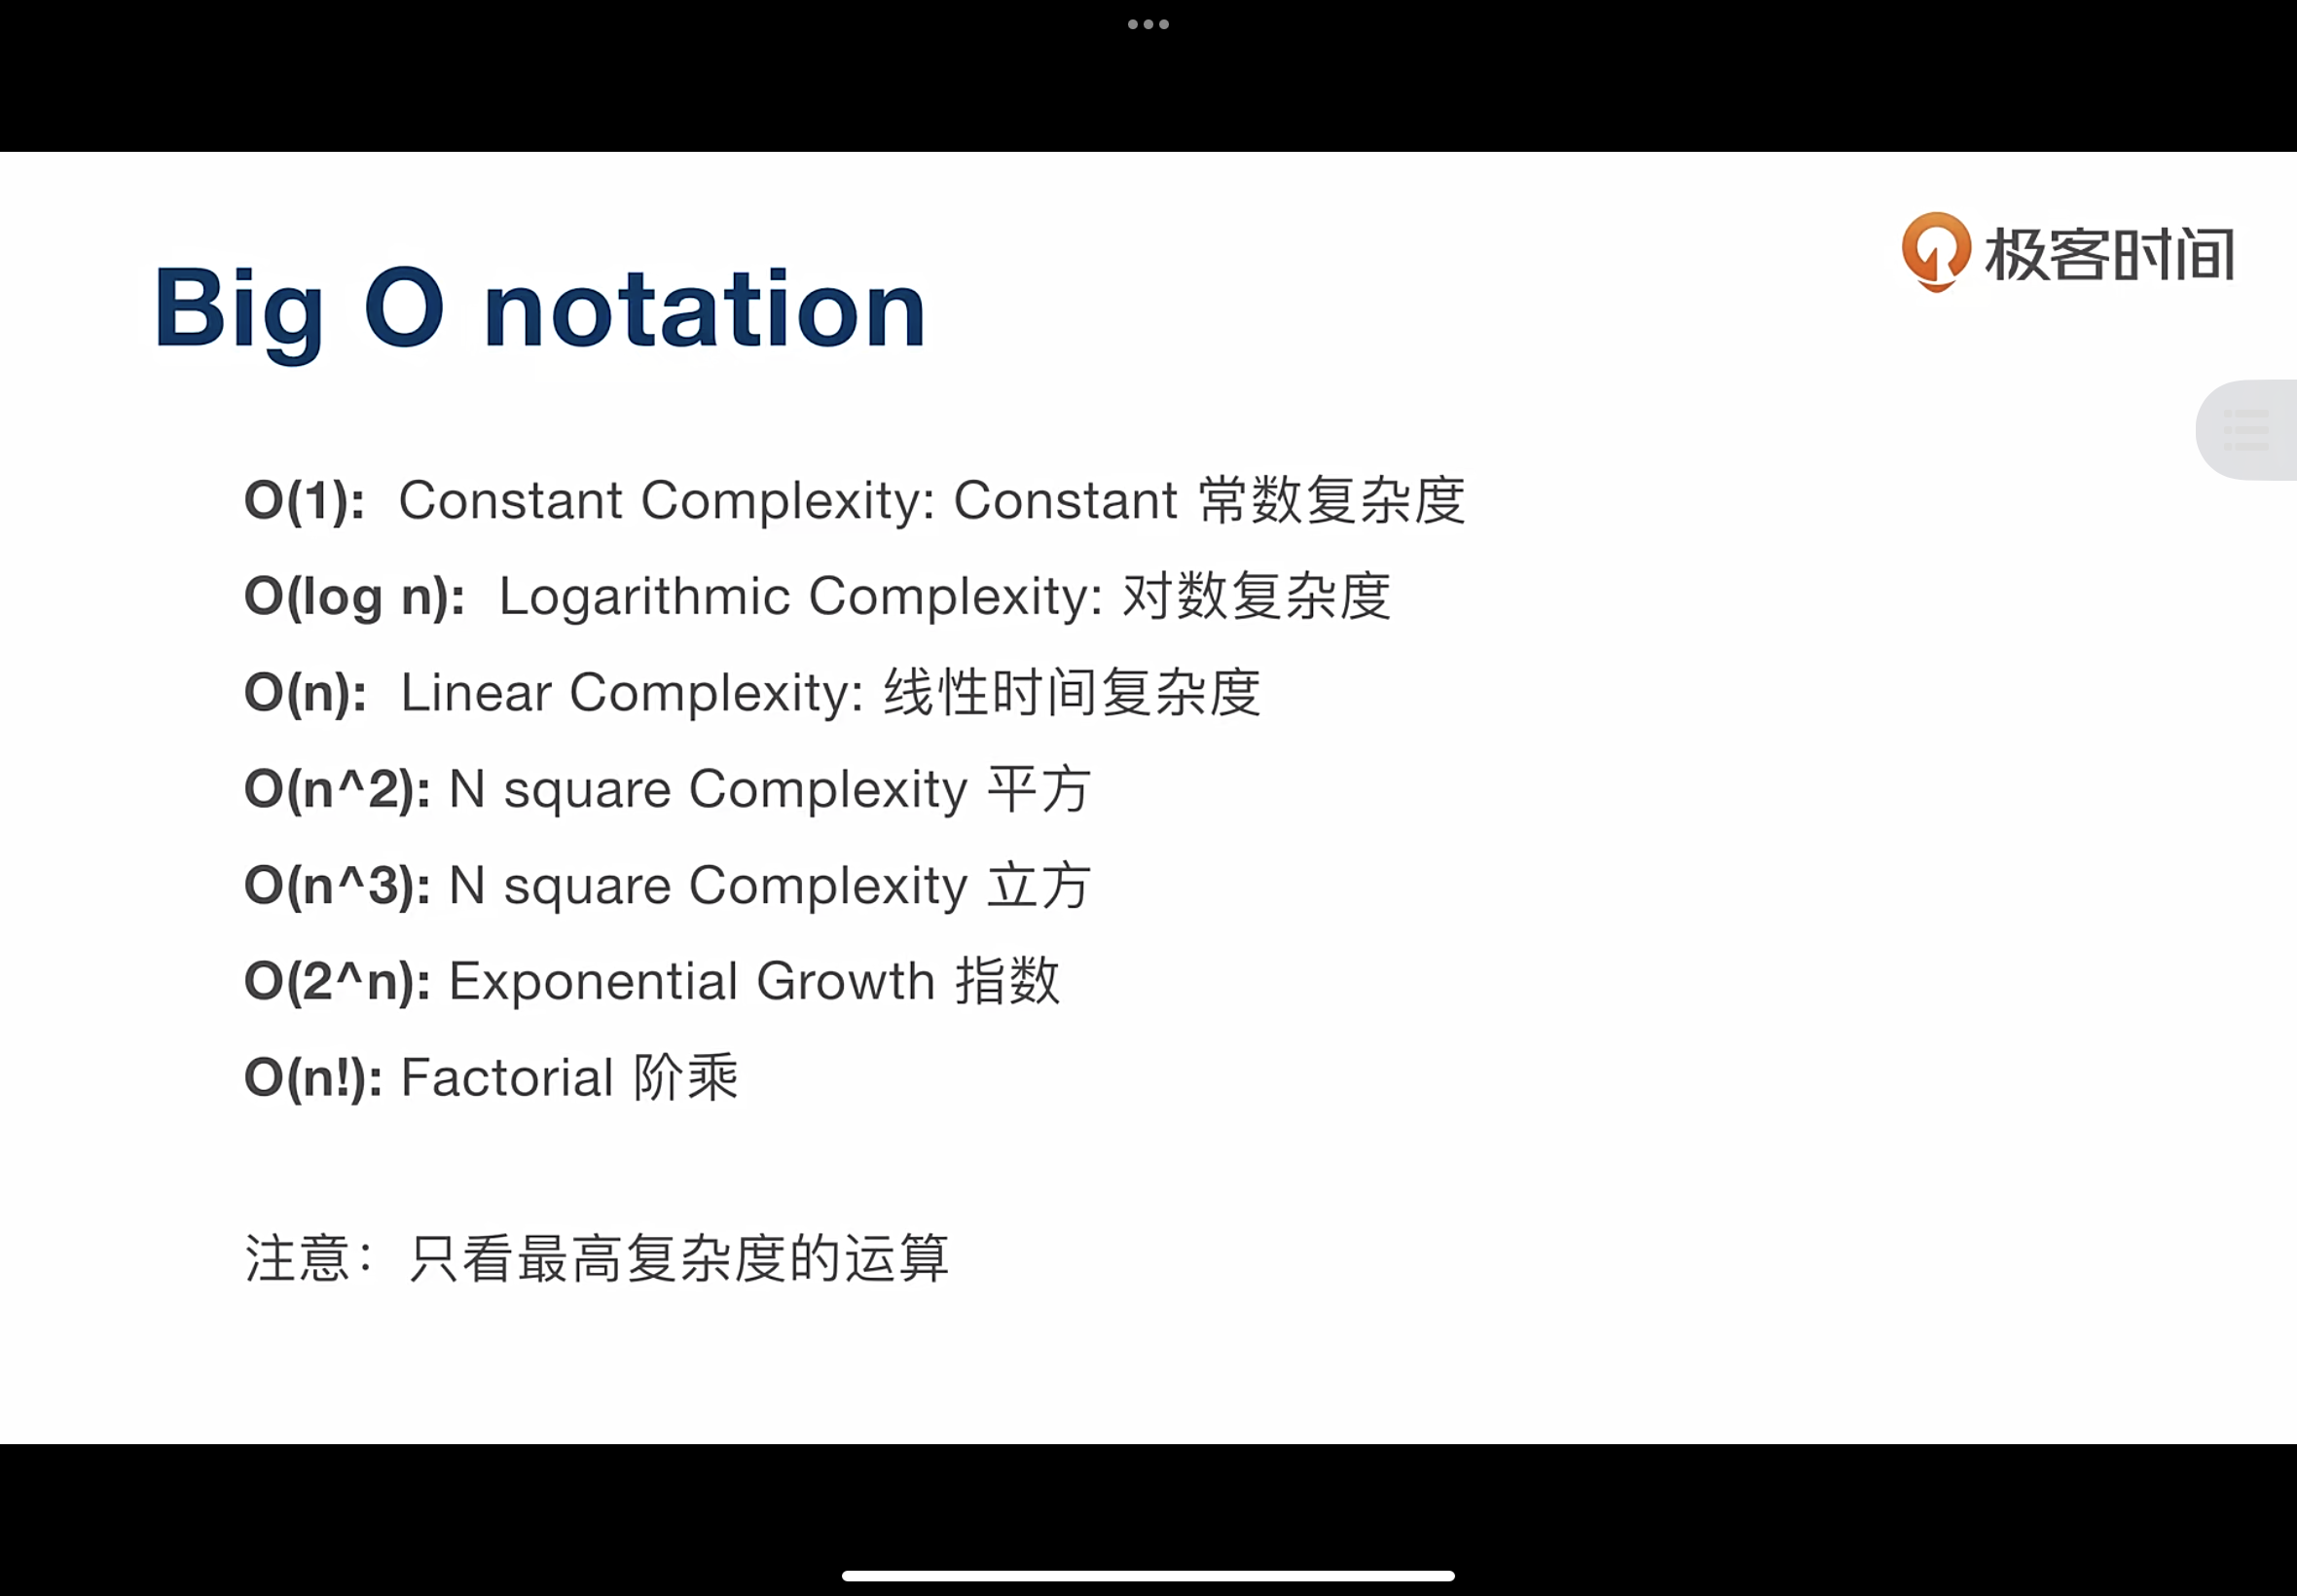 极客时间
Big O notation
O(1): Constant Complexity: Constant 常数复杂度
O(log n): Logarithmic Complexity: 对数复杂度
O(n): Linear Complexity: 线性时间复杂度
O(n^2): N square Complexity 平方
O(n^3): N square Complexity 立方
O(2^n): Exponential Growth 指数
O(n!): Factorial 阶乘
注意：只看最高复杂度的运算